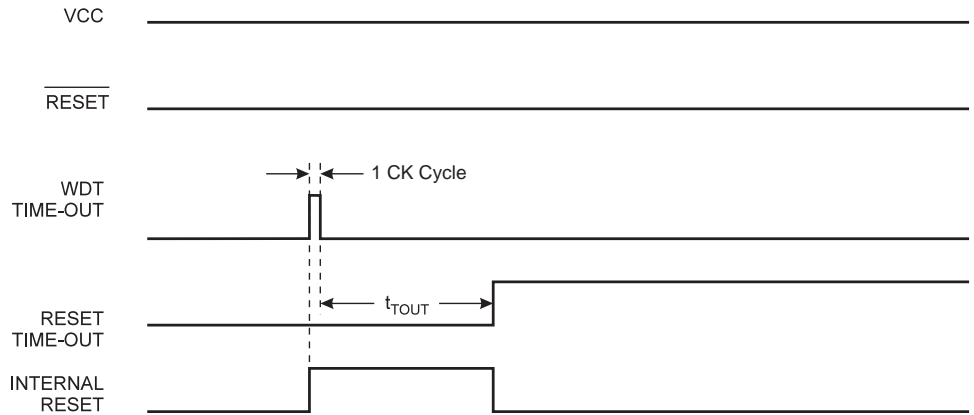 VCC
RESET
1 CK Cycle
WDT
TIME-OUT
tTOUT
RESET
TIME-OUT
INTERNAL
RESET